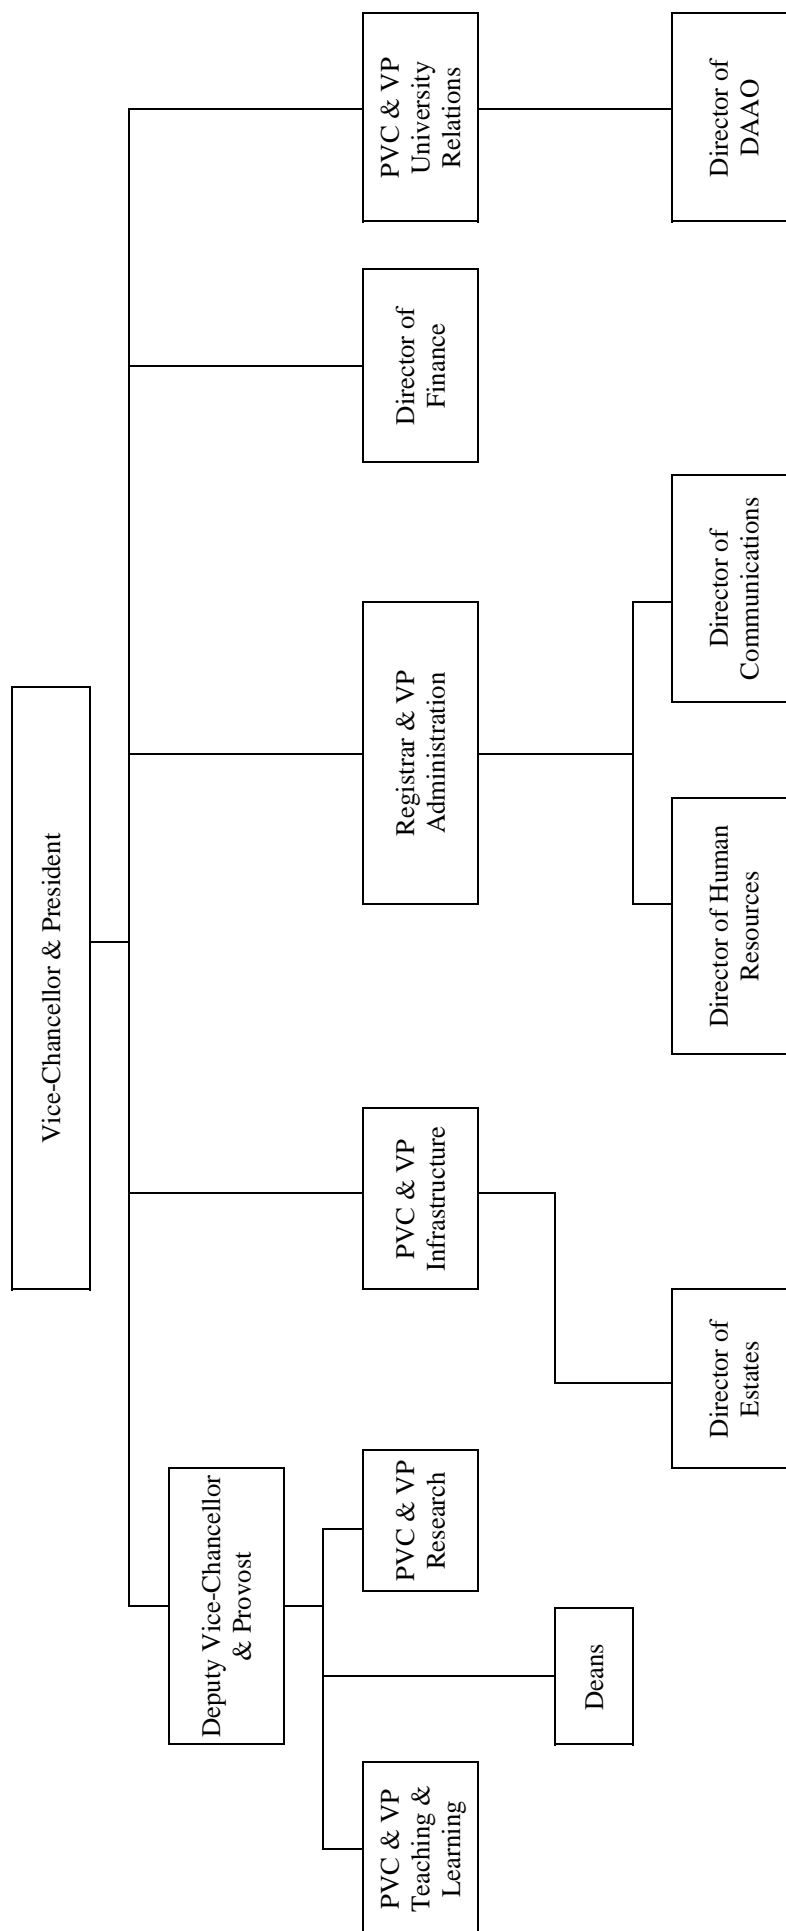 Vice-Chancellor & President
Deputy Vice-Chancellor
& Provost
PVC & VP
Teaching &
Learning
PVC & VP
Research
PVC & VP
Infrastructure
Registrar & VP
Administration
Director of
Finance
PVC & VP
University
Relations
Deans
Director of
Estates
Director of Human
Resources
Director of
Communications
Director of
DAAO